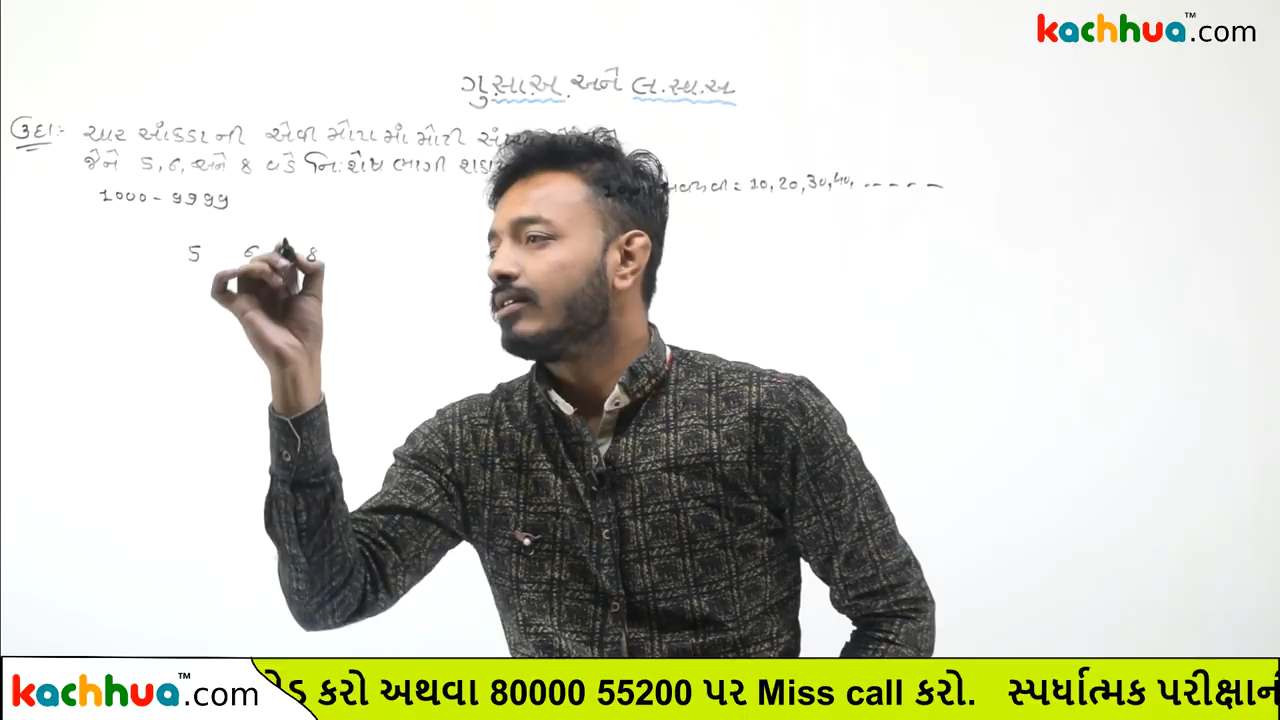 kachhua™.com
ગુ.સા.અ. અને લ.સા.અ
ઉદા:- ચાર આંકડા ની એવી મોટા માં મોટી
જેને 5, 6, અને 8 વડે નિ:શેષ ભાગી શકાય
= 10, 20, 30, 40, -----
1000 - 9999
5 6 8
kachhua™.com
કરો અથવા 80000 55200 પર Miss call કરો. સ્પર્ધાત્મક પરીક્ષાની